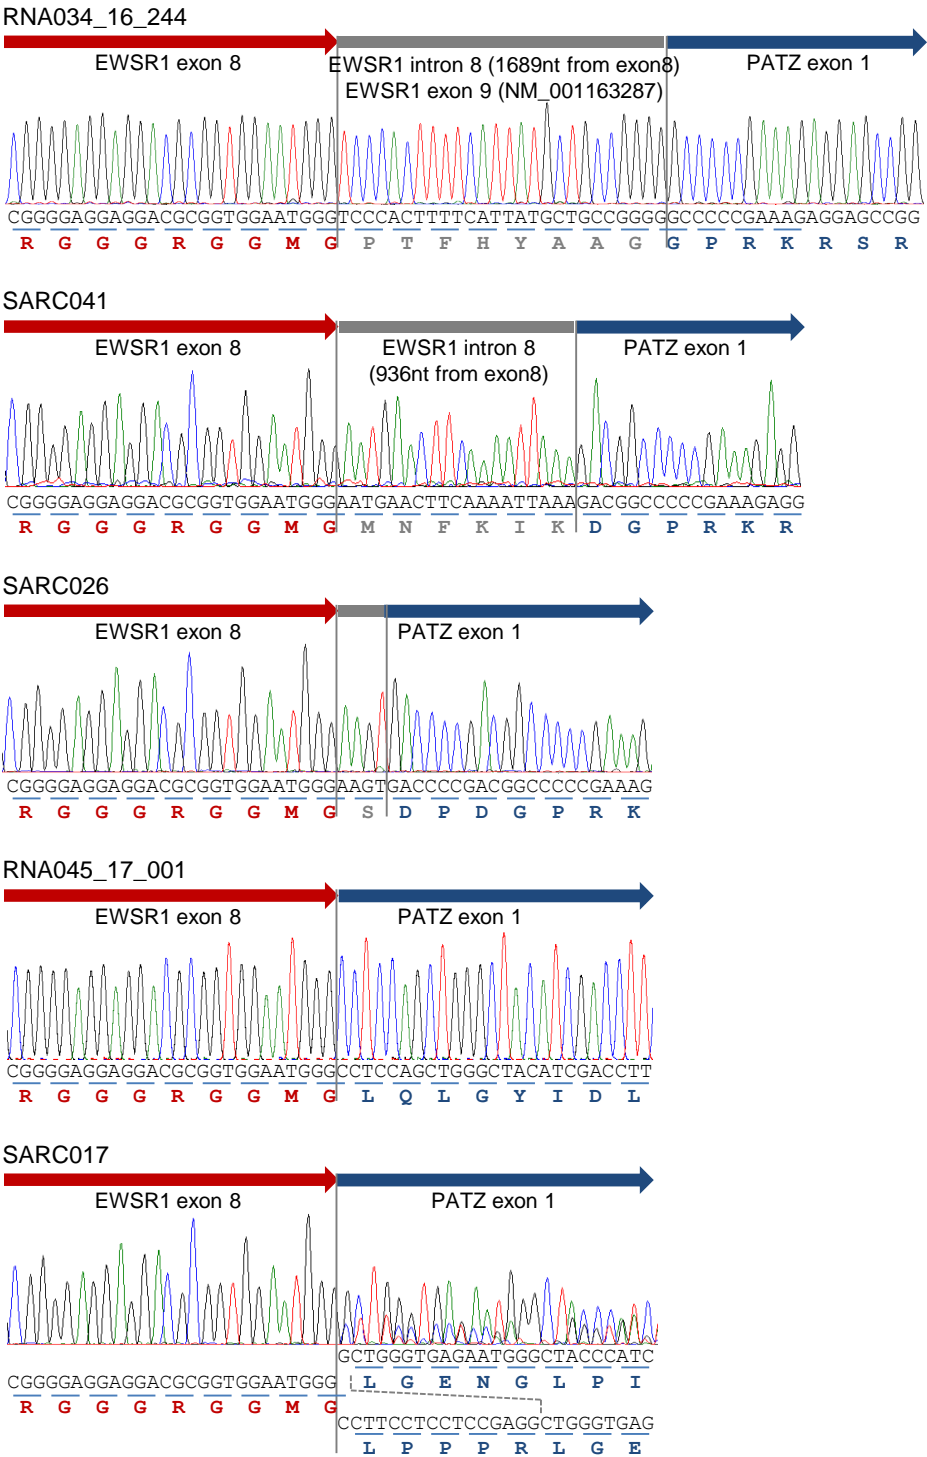 RNA034_16_244
EWSR1 exon 8
EWSR1 intron 8 (1689nt from exon8)
EWSR1 exon 9 (NM_001163287)
PATZ exon 1
CGGGGAGGAGGACGCGGTGGAATGGGTCCCACTTTTCATTATGCTGCCGGGGGCCCCCGAAAGAGGAGCCGG
R G G G R G G M G P T F H Y A A G G P R K R S R
SARC041
EWSR1 exon 8
EWSR1 intron 8
(936nt from exon8)
PATZ exon 1
CGGGGAGGAGGACGCGGTGGAATGGGAATGAACTTCAAAATTAAAGACGGCCCCCGAAAGAGG
R G G G R G G M G M N F K I K D G P R K R
SARC026
EWSR1 exon 8
PATZ exon 1
CGGGGAGGAGGACGCGGTGGAATGGGAAGTGACCCCGACGGCCCCCGAAAG
R G G G R G G M G S D P D G P R K
RNA045_17_001
EWSR1 exon 8
PATZ exon 1
CGGGGAGGAGGACGCGGTGGAATGGGCCTCCAGCTGGGCTACATCGACCTT
R G G G R G G M G L Q L G Y I D L
SARC017
EWSR1 exon 8
PATZ exon 1
GCTGGGTGAGAATGGGCTACCCATC
CGGGGAGGAGGACGCGGTGGAATGGG
L G E N G L P I
R G G G R G G M G
CCTTCCTCCTCCGAGGCTGGGTGAG
L P P P R L G E